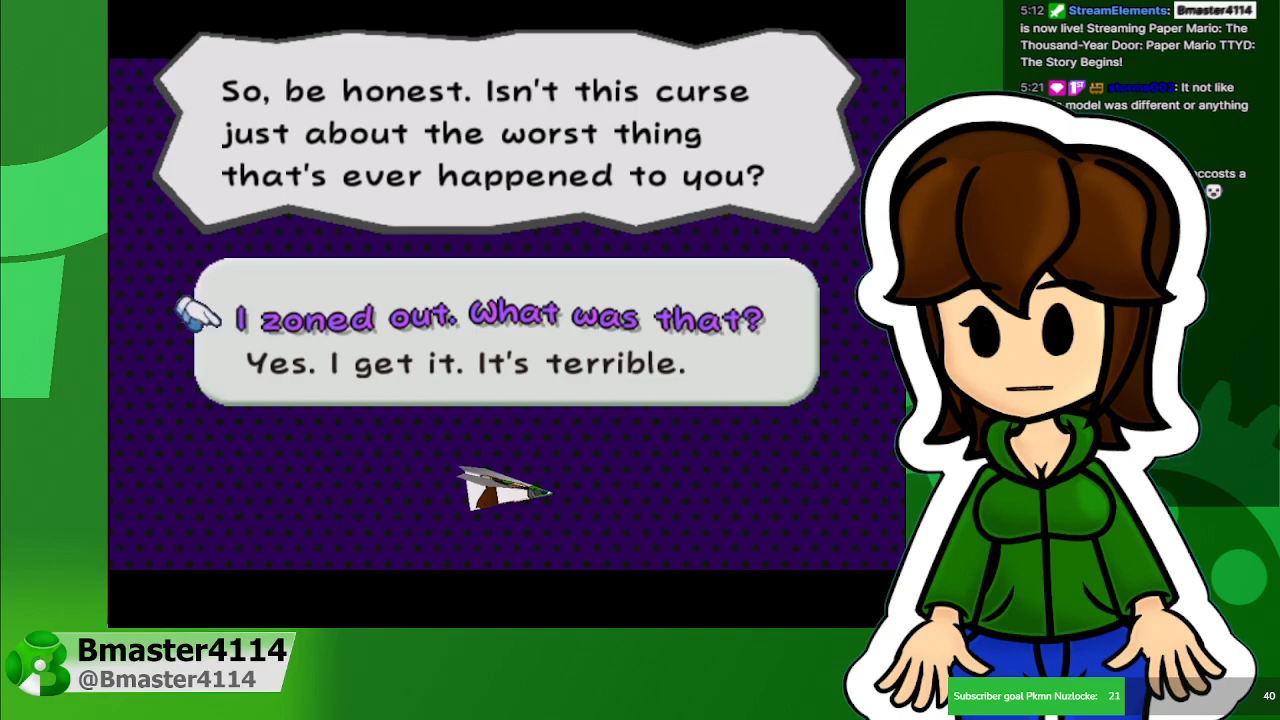 So, be honest. Isn't this curse
just about the worst thing
that's ever happened to you?
I zoned out. What was that?
Yes. I get it. It's terrible.
5:12 StreamElements: Bmaster4114
is now live! Streaming Paper Mario: The
Thousand-Year Door: Paper Mario TTYD:
The Story Begins!
5:21 1ST : It not like
model was different or anything
accosts a
Bmaster4114
@Bmaster4114
Subscriber goal Pkmn Nuzlocke: 21 40